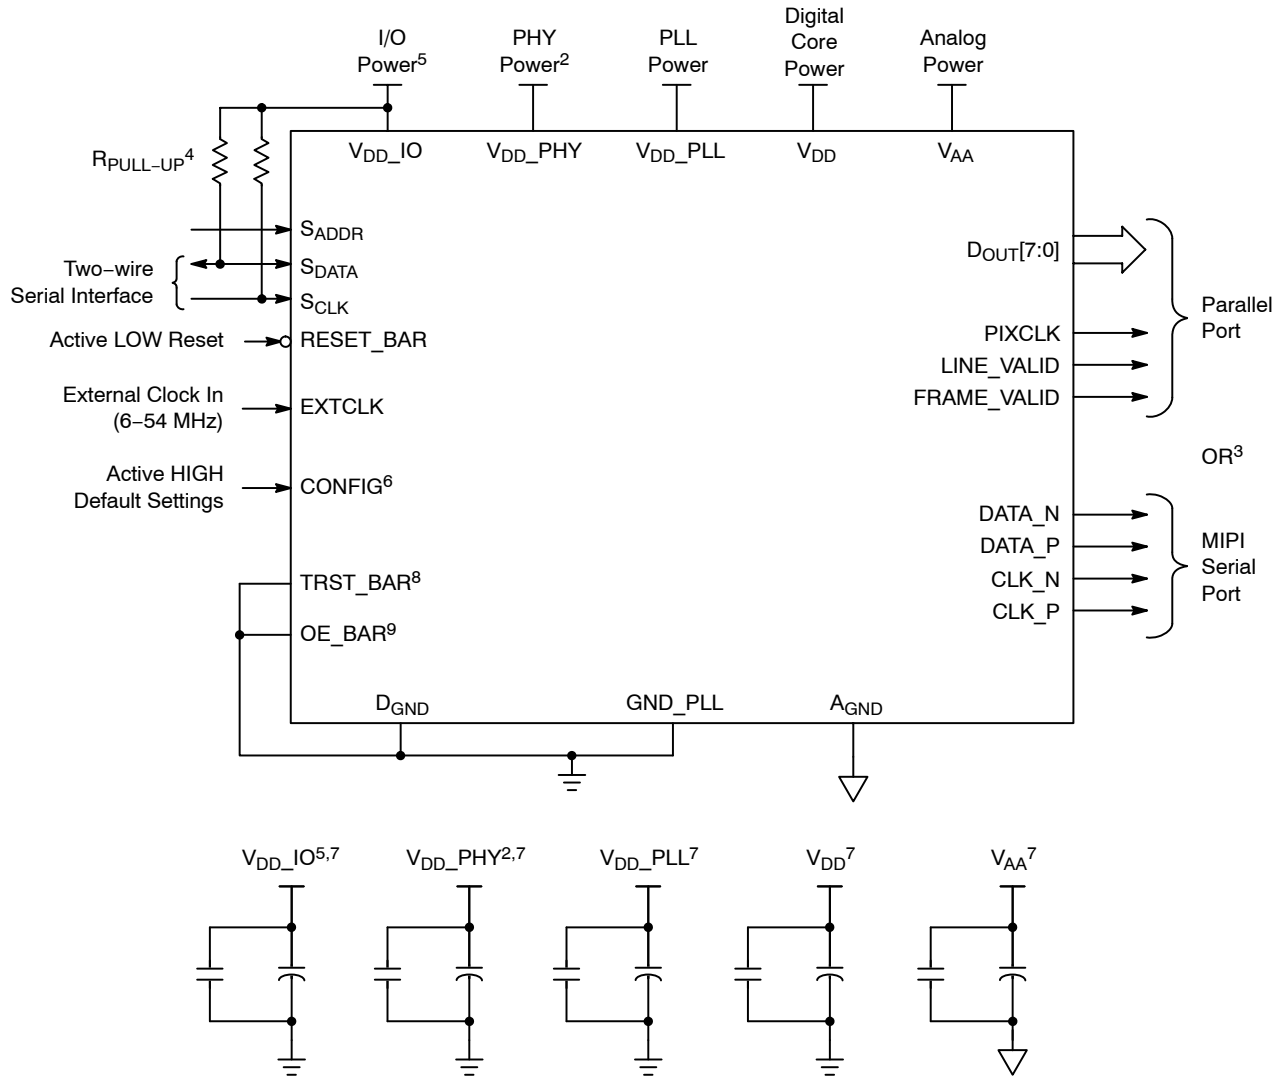 I/O
Power5
PHY
Power2
PLL
Power
Digital
Core
Power
Analog
Power
RPULL–UP4
VDD_IO
VDD_PHY
VDD_PLL
VDD
VAA
SADDR
Two–wire
Serial Interface
SDATA
SCLK
Active LOW Reset
RESET_BAR
External Clock In
(6–54 MHz)
EXTCLK
Active HIGH
Default Settings
CONFIG6
TRST_BAR8
OE_BAR9
DOUT[7:0]
PIXCLK
LINE_VALID
FRAME_VALID
Parallel
Port
OR3
DATA_N
DATA_P
CLK_N
CLK_P
MIPI
Serial
Port
DGND
GND_PLL
AGND
VDD_IO5,7
VDD_PHY2,7
VDD_PLL7
VDD7
VAA7